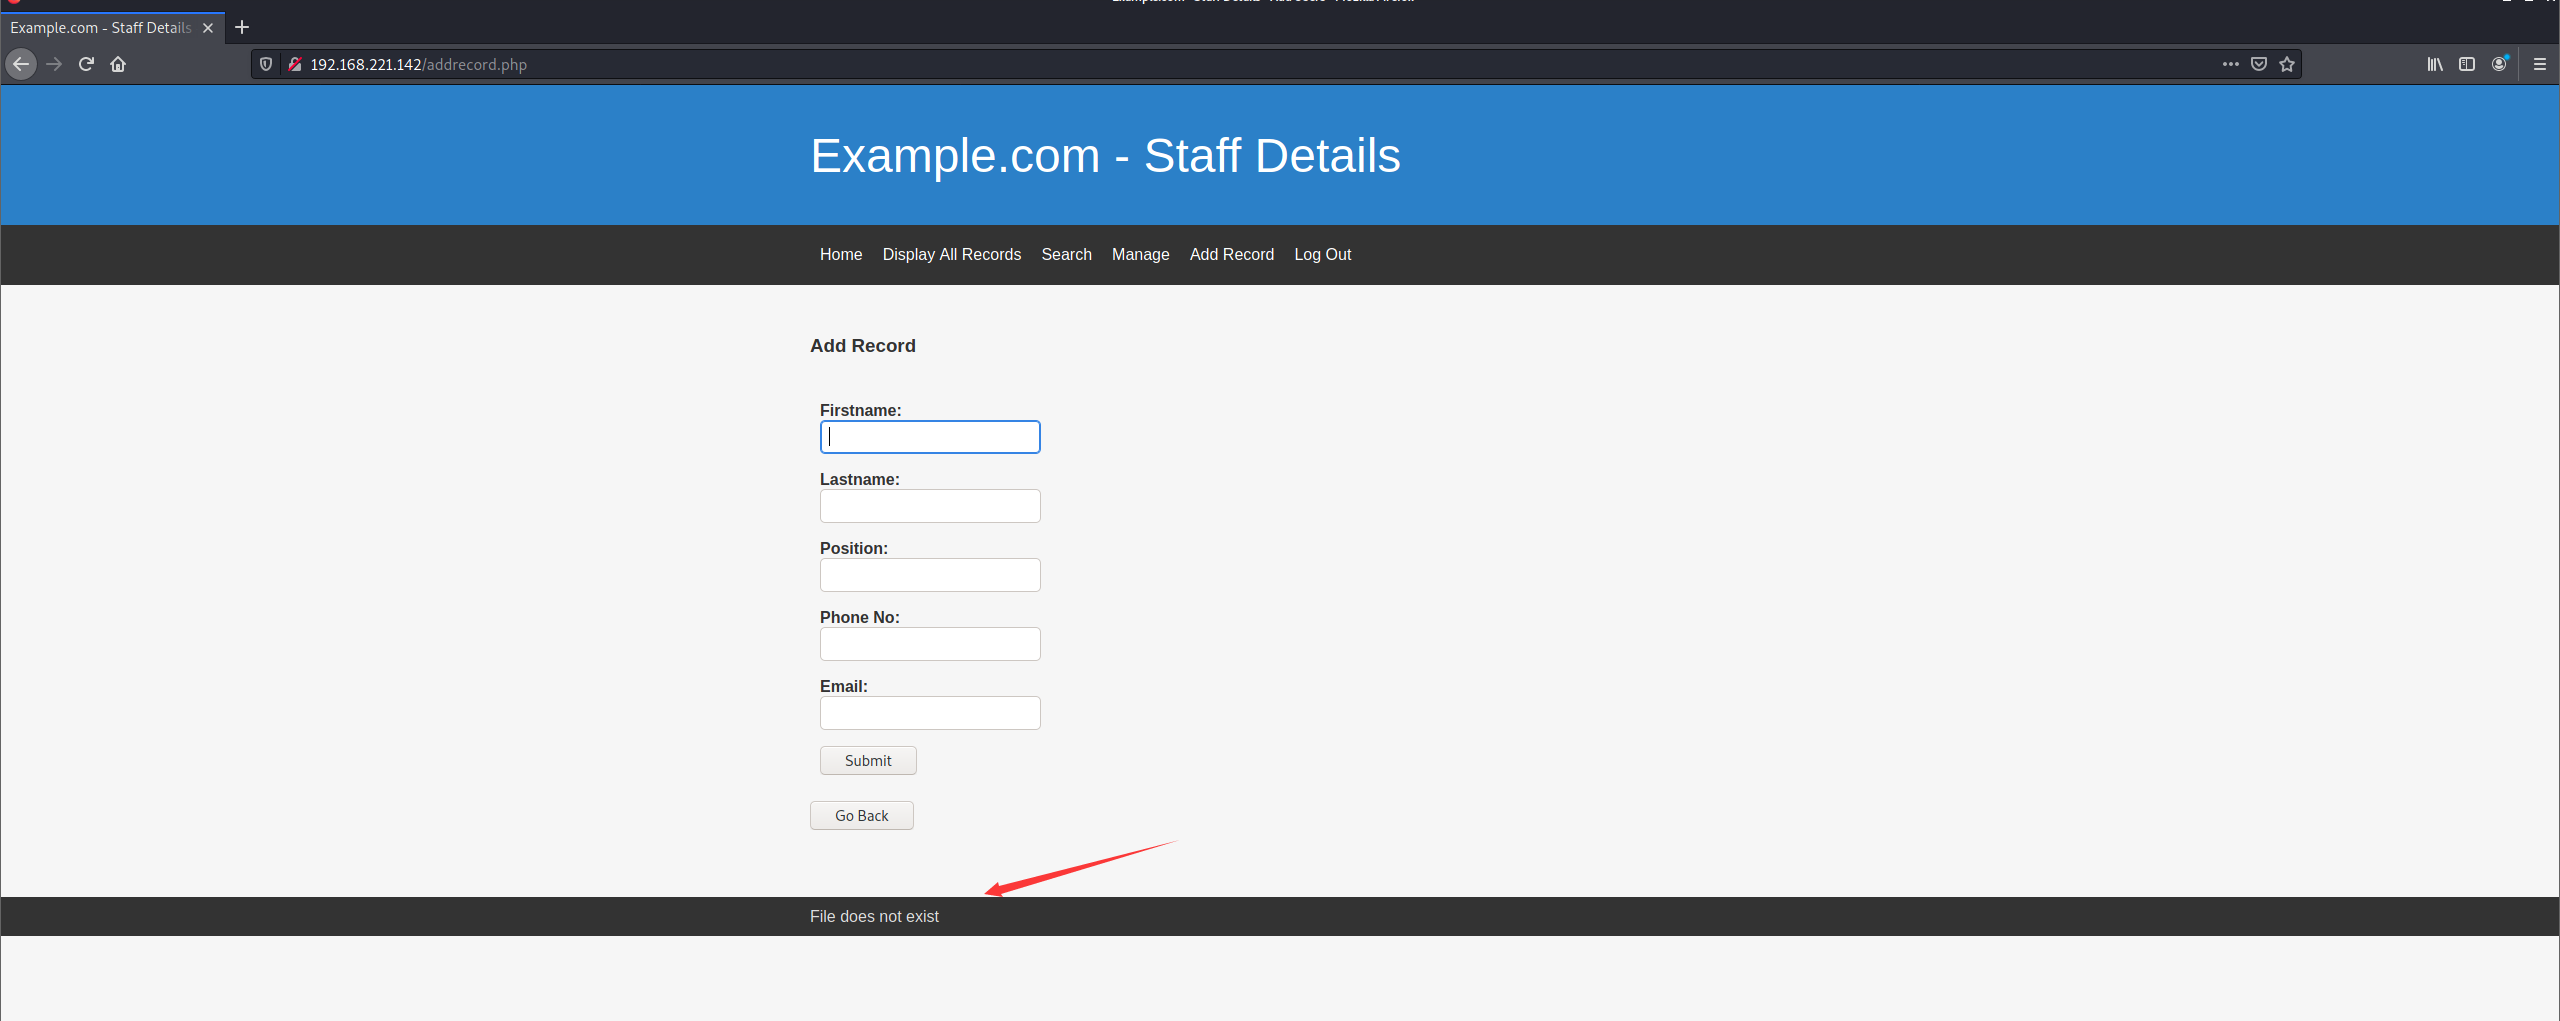 Example.com - Staff Details
192.168.221.142/addrecord.php
Example.com - Staff Details
Home Display All Records Search Manage Add Record Log Out
Add Record
Firstname:
Lastname:
Position:
Phone No:
Email:
Submit
Go Back
File does not exist